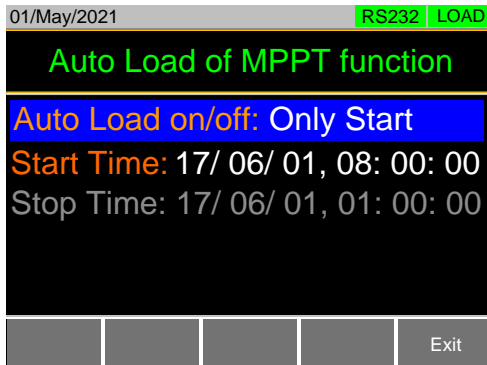 01/May/2021 RS232 LOAD
Auto Load of MPPT function
Auto Load on/off: Only Start
Start Time: 17/ 06/ 01, 08: 00: 00
Stop Time: 17/ 06/ 01, 01: 00: 00
Exit